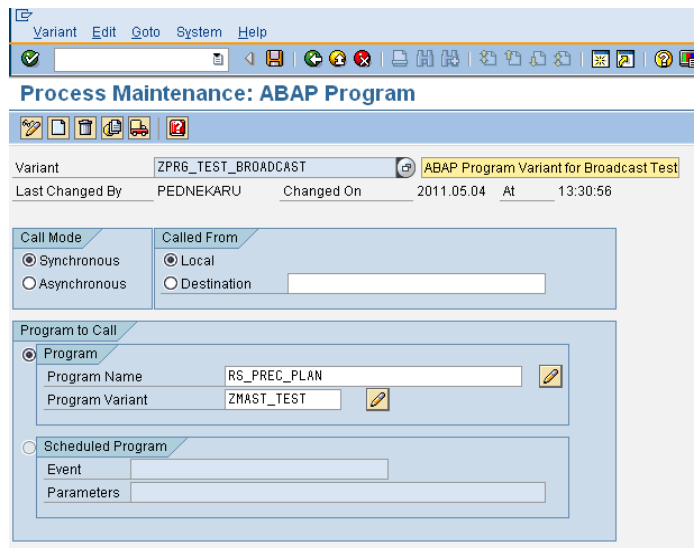 Variant Edit Goto System Help
Process Maintenance: ABAP Program
Variant ZPRG_TEST_BROADCAST ABAP Program Variant for Broadcast Test
Last Changed By PEDNEKARU Changed On 2011.05.04 At 13:30:56
Call Mode Called From
Synchronous Local
Asynchronous Destination
Program to Call
Program
Program Name RS_PREC_PLAN
Program Variant ZMAST_TEST
Scheduled Program
Event
Parameters